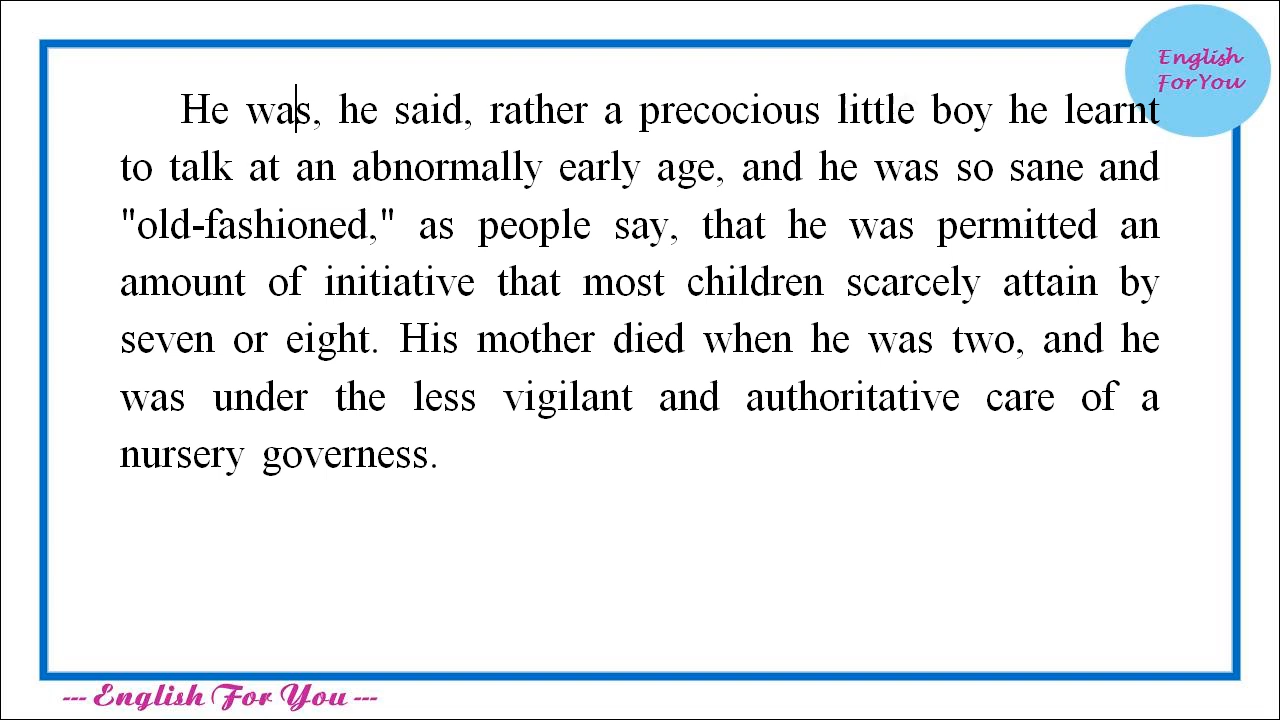 English
ForYou
He was, he said, rather a precocious little boy he learnt
to talk at an abnormally early age, and he was so sane and
"old-fashioned," as people say, that he was permitted an
amount of initiative that most children scarcely attain by
seven or eight. His mother died when he was two, and he
was under the less vigilant and authoritative care of a
nursery governess.
--- English For You ---